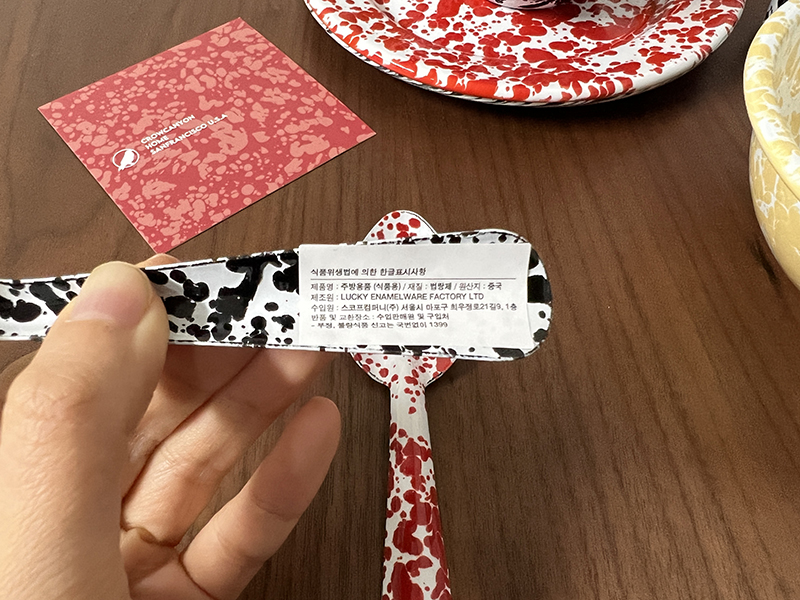 CROWCANYON
HOME
SANFRANCISCO U.S.A
식품위생법에 의한 한글표시사항
제품명 : 주방용품 (식품용) / 재질 : 법랑제 / 원산지 : 중국
제조원 : LUCKY ENAMELWARE FACTORY LTD
수입원 : 스코프컴퍼니(주) 서울시 마포구 희우정로21길9, 1층
반품 및 교환장소 : 수입판매원 및 구입처
- 부정, 불량식품 신고는 국번없이 1399